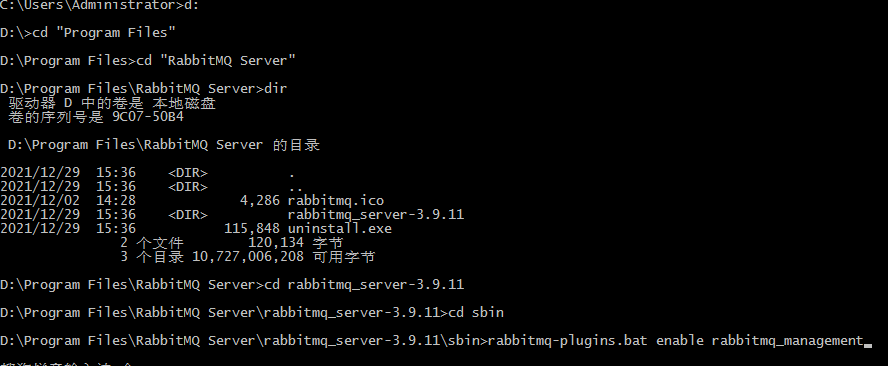 C:\Users\Administrator>d:
D:\>cd "Program Files"
D:\Program Files>cd "RabbitMQ Server"
D:\Program Files\RabbitMQ Server>dir
驱动器 D 中的卷是 本地磁盘
卷的序列号是 9C07-50B4
D:\Program Files\RabbitMQ Server 的目录
2021/12/29  15:36    <DIR>          .
2021/12/29  15:36    <DIR>          ..
2021/12/02  14:28             4,286 rabbitmq.ico
2021/12/29  15:36    <DIR>          rabbitmq_server-3.9.11
2021/12/29  15:36           115,848 uninstall.exe
2 个文件        120,134 字节
3 个目录 10,727,006,208 可用字节
D:\Program Files\RabbitMQ Server>cd rabbitmq_server-3.9.11
D:\Program Files\RabbitMQ Server\rabbitmq_server-3.9.11>cd sbin
D:\Program Files\RabbitMQ Server\rabbitmq_server-3.9.11\sbin>rabbitmq-plugins.bat enable rabbitmq_management